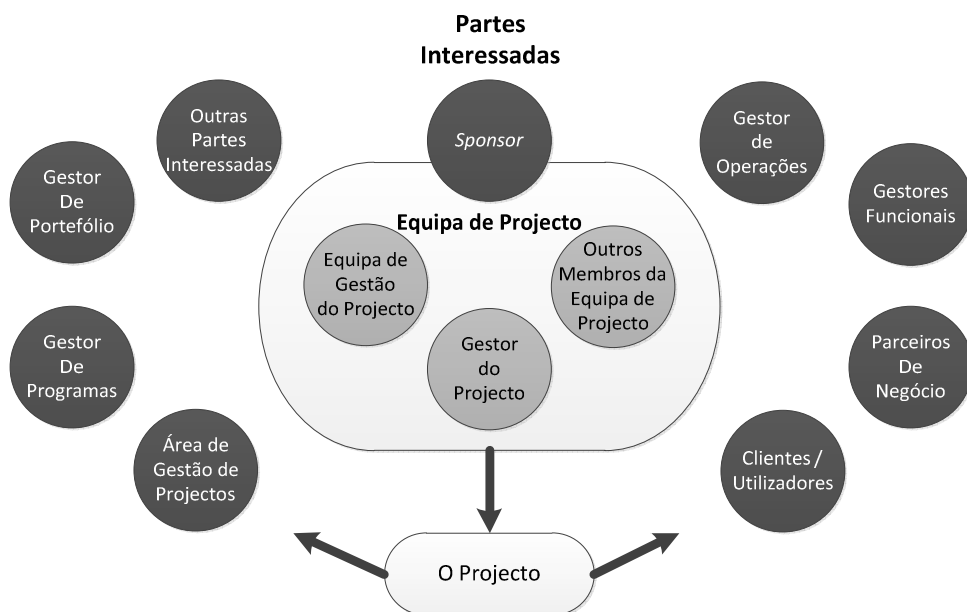 Partes
Interessadas
Outras
Partes
Interessadas
Sponsor
Gestor
de
Operações
Gestor
De
Portefólio
Gestores
Funcionais
Equipa de Projecto
Equipa de
Gestão
do Projecto
Outros
Membros da
Equipa de
Projecto
Gestor
do
Projecto
Gestor
De
Programas
Parceiros
De
Negócio
Área de
Gestão de
Projectos
Clientes /
Utilizadores
O Projecto